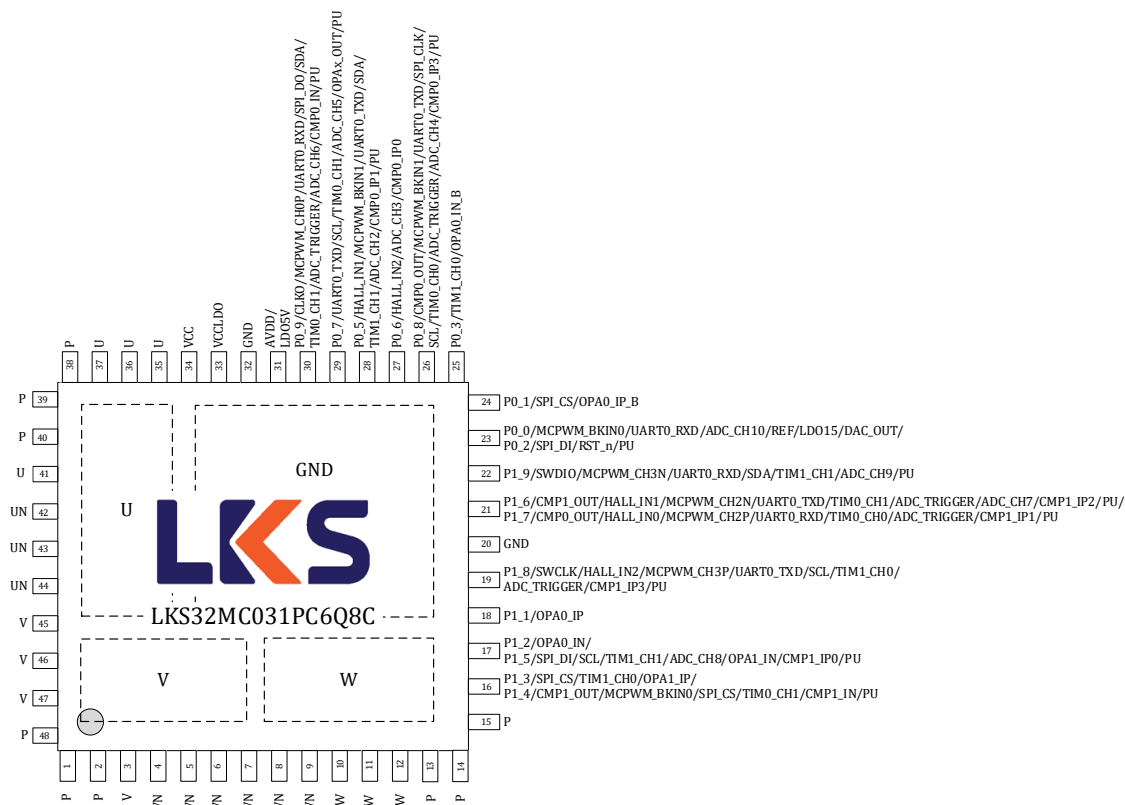 P0_9/CLKO/MCPWM_CH0P/UART0_RXD/SPI_DO/SDA/
TIM0_CH1/ADC_TRIGGER/ADC_CH6/CMP0_IN/PU
P0_7/UART0_TXD/SCL/TIM0_CH1/ADC_CH5/OPAx_OUT/PU
P0_5/HALL_IN1/MCPWM_BKIN1/UART0_TXD/SDA/
TIM1_CH1/ADC_CH2/CMP0_IP1/PU
P0_6/HALL_IN2/ADC_CH3/CMP0_IP0
P0_8/CMP0_OUT/MCPWM_BKIN1/UART0_TXD/SPI_CLK/
SCL/TIM0_CH0/ADC_TRIGGER/ADC_CH4/CMP0_IP3/PU
P0_3/TIM1_CH0/OPA0_IN_B
P
U
U
U
VCC
VCCLDO
GND
AVDD/
LDO5V
38
37
36
35
34
33
32
31
30
29
28
27
26
25
P 39
P 40
U 41
UN 42
UN 43
UN 44
V 45
V 46
V 47
P 48
U
GND
LKS
LKS32MC031PC6Q8C
V
W
24 P0_1/SPI_CS/OPA0_IP_B
23 P0_0/MCPWM_BKIN0/UART0_RXD/ADC_CH10/REF/LDO15/DAC_OUT/
P0_2/SPI_DI/RST_n/PU
22 P1_9/SWDIO/MCPWM_CH3N/UART0_RXD/SDA/TIM1_CH1/ADC_CH9/PU
21 P1_6/CMP1_OUT/HALL_IN1/MCPWM_CH2N/UART0_TXD/TIM0_CH1/ADC_TRIGGER/ADC_CH7/CMP1_IP2/PU/
P1_7/CMP0_OUT/HALL_IN0/MCPWM_CH2P/UART0_RXD/TIM0_CH0/ADC_TRIGGER/CMP1_IP1/PU
20 GND
19 P1_8/SWCLK/HALL_IN2/MCPWM_CH3P/UART0_TXD/SCL/TIM1_CH0/
ADC_TRIGGER/CMP1_IP3/PU
18 P1_1/OPA0_IP
17 P1_2/OPA0_IN/
P1_5/SPI_DI/SCL/TIM1_CH1/ADC_CH8/OPA1_IN/CMP1_IP0/PU
16 P1_3/SPI_CS/TIM1_CH0/OPA1_IP/
P1_4/CMP1_OUT/MCPWM_BKIN0/SPI_CS/TIM0_CH1/CMP1_IN/PU
15 P
1
2
3
4
5
6
7
8
9
10
11
12
13
14
P
P
V
W
W
W
P
P